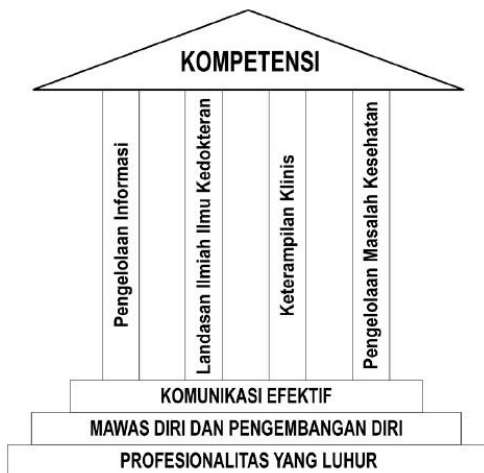 KOMPETENSI
Pengelolaan Informasi
Landasan Ilmiah Ilmu Kedokteran
Keterampilan Klinis
Pengelolaan Masalah Kesehatan
KOMUNIKASI EFEKTIF
MAWAS DIRI DAN PENGEMBANGAN DIRI
PROFESIONALITAS YANG LUHUR